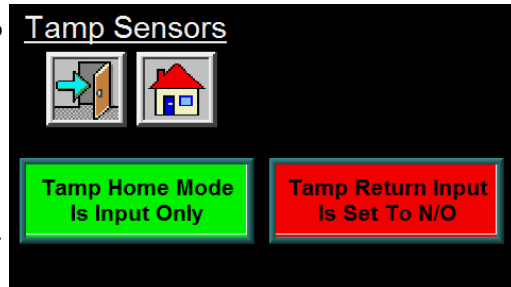 Tamp Sensors
Tamp Home Mode
Is Input Only
Tamp Return Input
Is Set To N/O